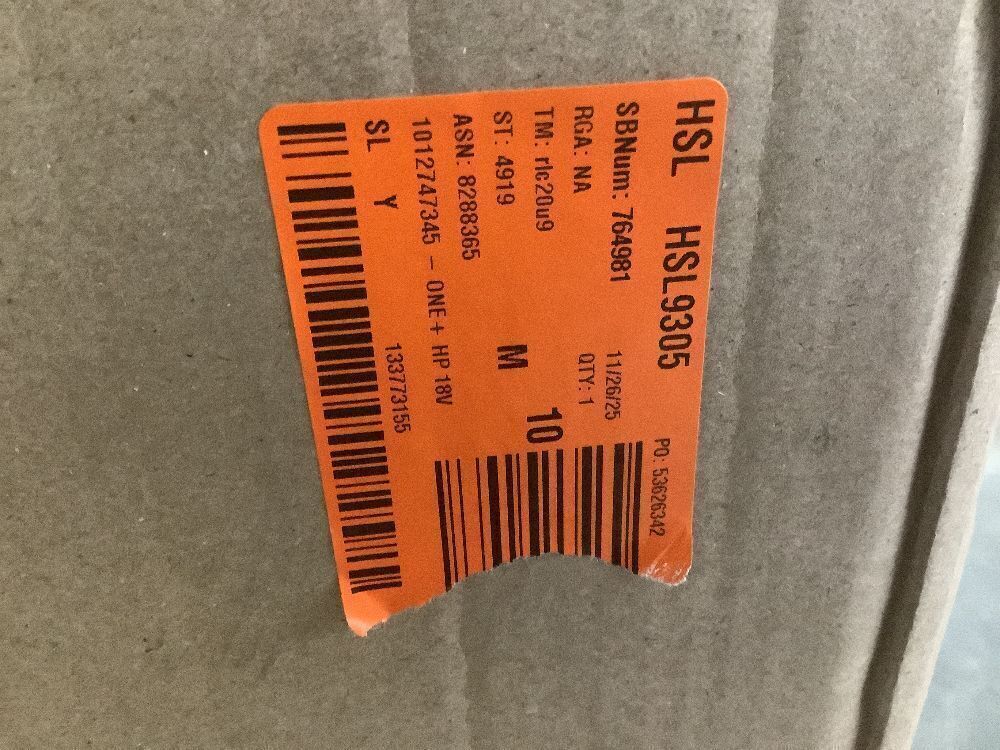 HSL HSL9305
PO: 53626342
SBNum: 764981 11/26/25
RGA: NA QTY: 1
TM: rlc20u9 10
ST: 4919 M
ASN: 8288365
1012747345 - ONE+ HP 18V
SL Y 133773155